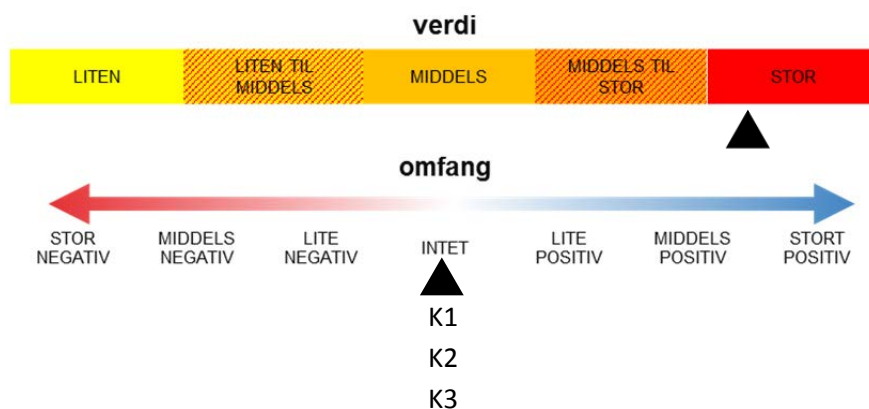 verdi
LITEN
LITEN TIL
MIDDELS
MIDDELS
MIDDELS TIL
STOR
STOR
omfang
STOR
NEGATIV
MIDDELS
NEGATIV
LITE
NEGATIV
INTET
LITE
POSITIV
MIDDELS
POSITIV
STORT
POSITIV
K1
K2
K3